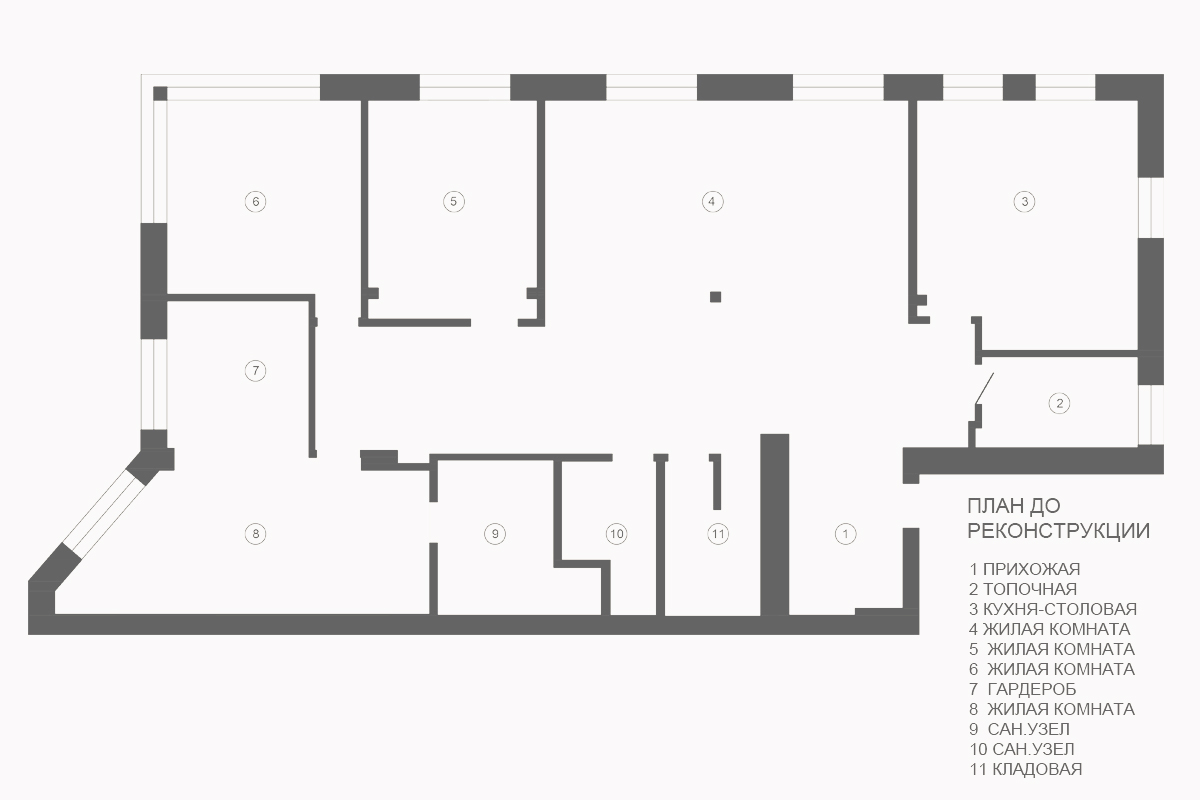 6
5
4
3
7
2
8
9
10
11
1
ПЛАН ДО
РЕКОНСТРУКЦИИ
1 ПРИХОЖАЯ
2 ТОПОЧНАЯ
3 КУХНЯ-СТОЛОВАЯ
4 ЖИЛАЯ КОМНАТА
5 ЖИЛАЯ КОМНАТА
6 ЖИЛАЯ КОМНАТА
7 ГАРДЕРОБ
8 ЖИЛАЯ КОМНАТА
9 САН.УЗЕЛ
10 САН.УЗЕЛ
11 КЛАДОВАЯ